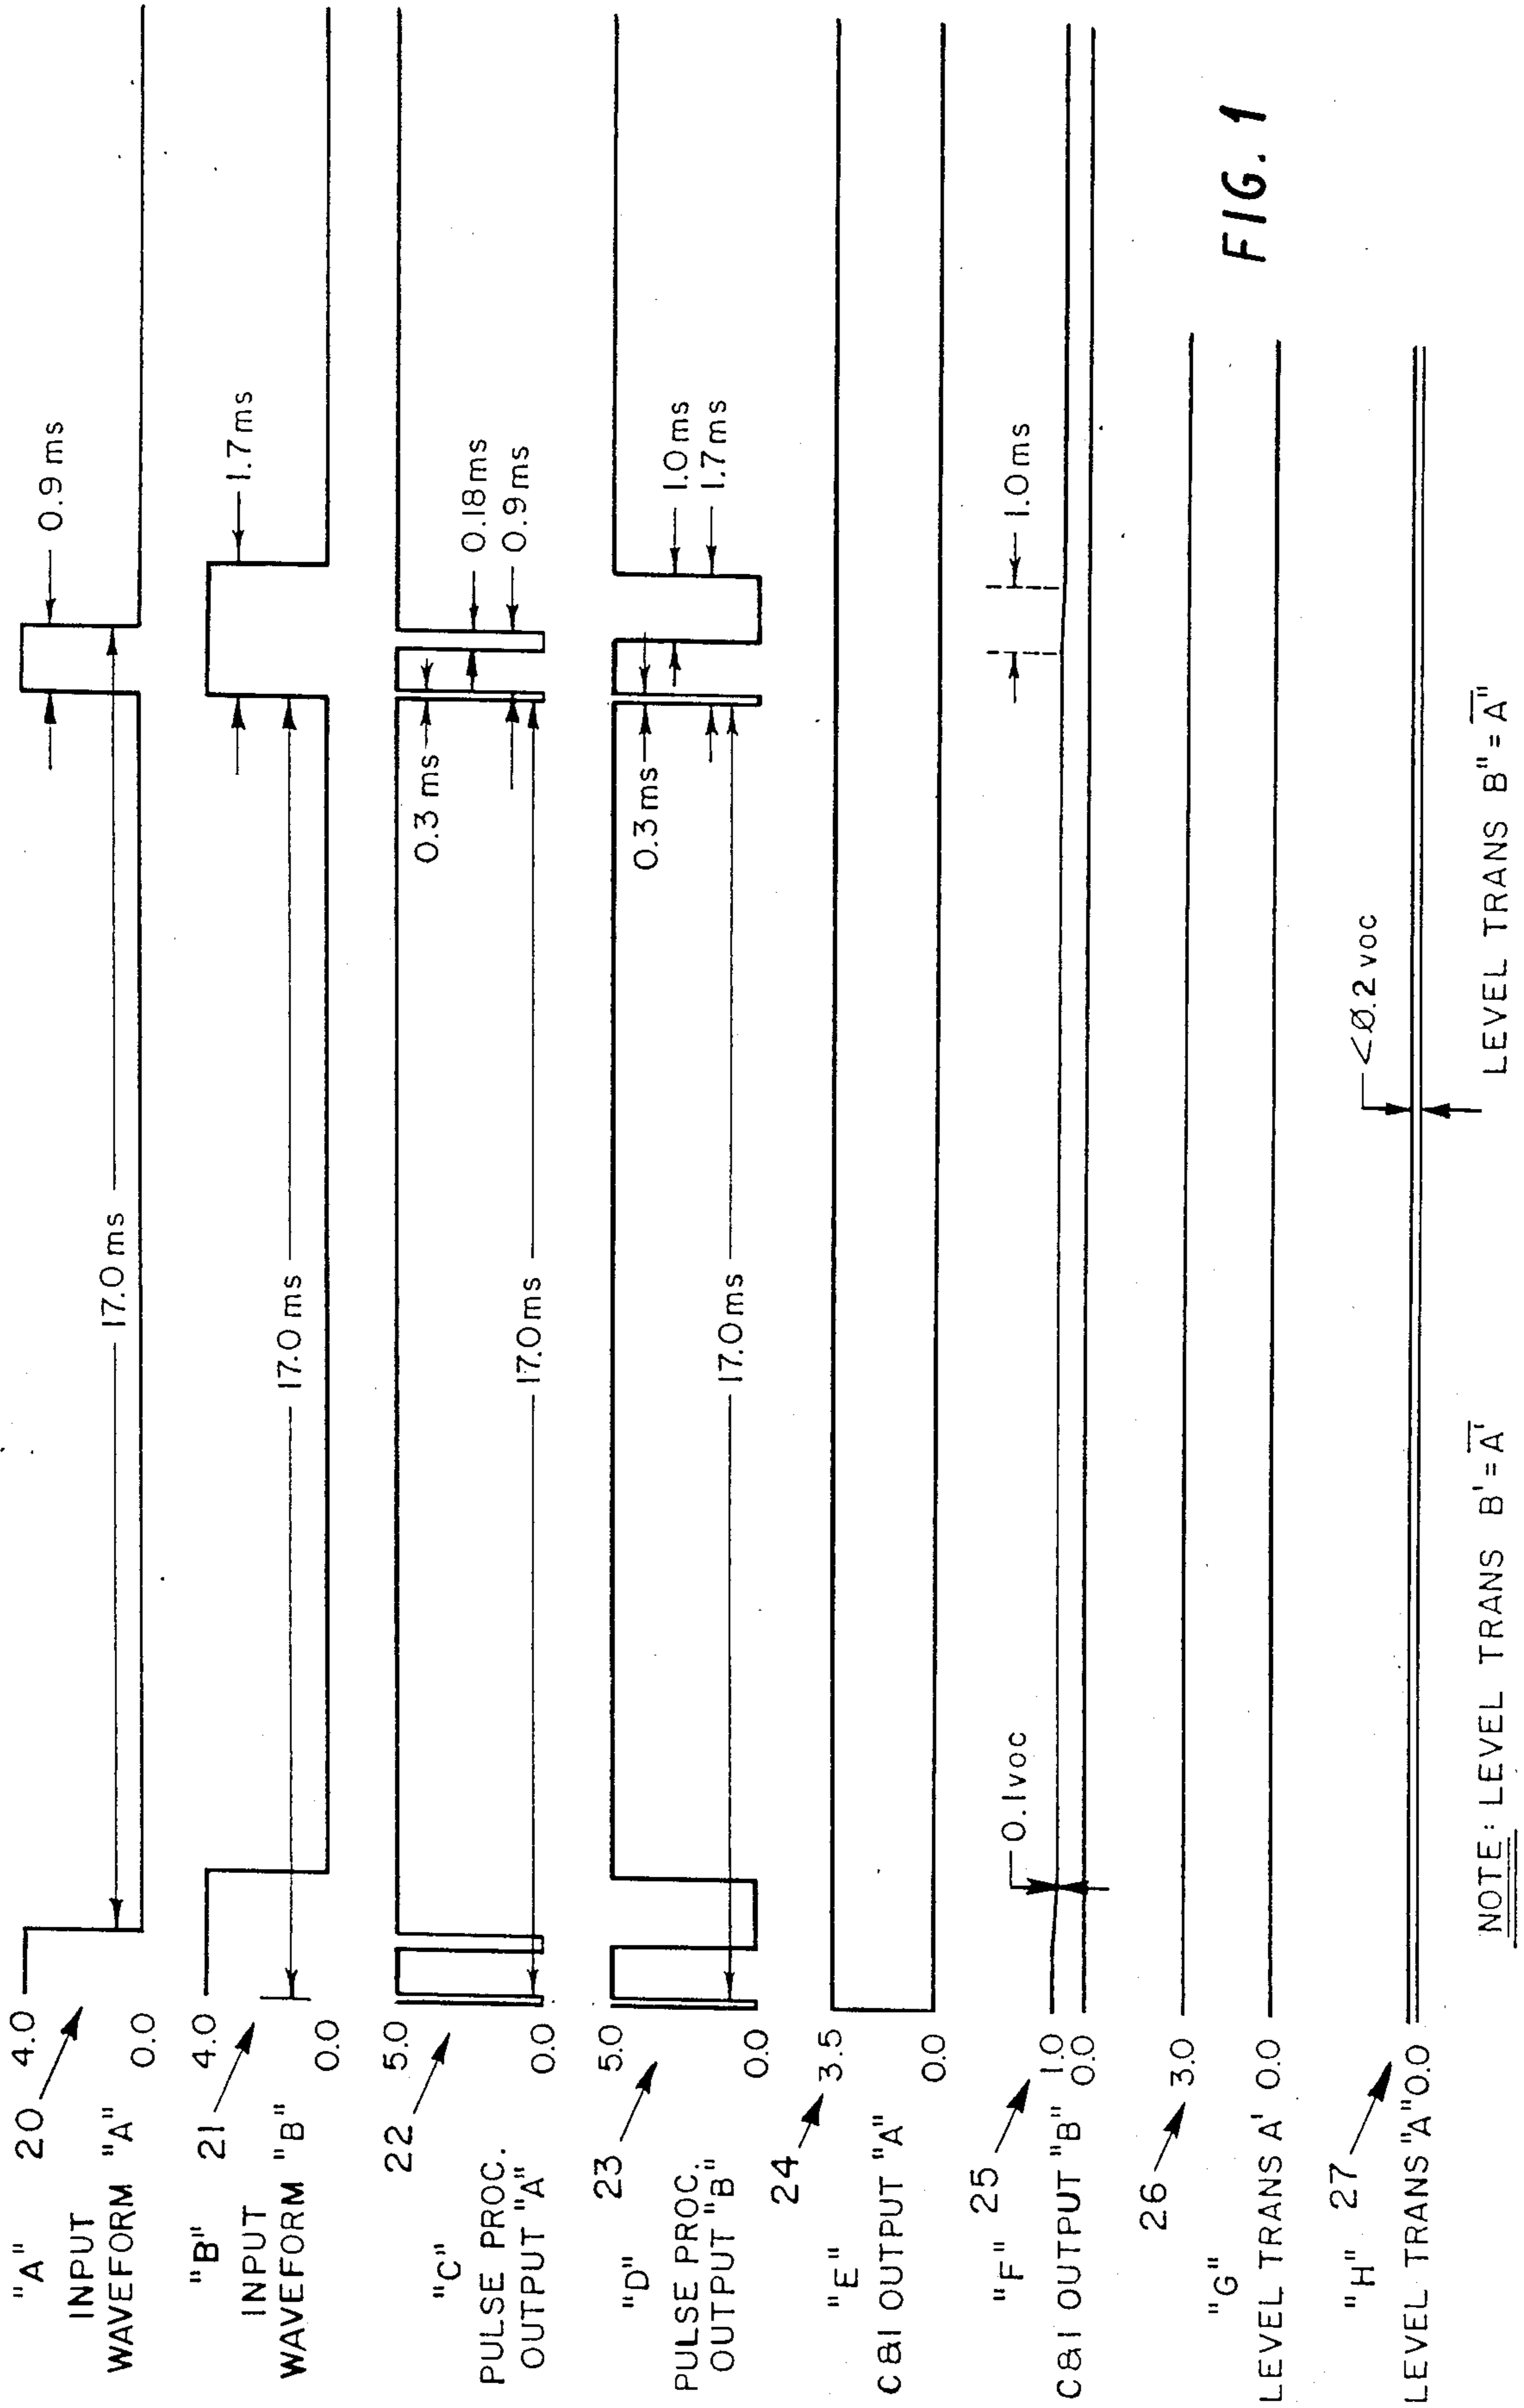 "A" 20
INPUT
WAVEFORM "A"
4.0
0.0
17.0 ms
0.9 ms
"B" 21
INPUT
WAVEFORM "B"
4.0
0.0
17.0 ms
1.7 ms
"C" 22
PULSE PROC.
OUTPUT "A"
5.0
0.0
17.0 ms
0.3 ms
0.18 ms
0.9 ms
"D" 23
PULSE PROC.
OUTPUT "B"
5.0
0.0
17.0 ms
0.3 ms
1.0 ms
1.7 ms
"E" 24
C&I OUTPUT "A"
3.5
0.0
"F" 25
C&I OUTPUT "B"
1.0
0.0
0.1 VDC
1.0 ms
"G" 26
LEVEL TRANS A'
3.0
0.0
"H" 27
LEVEL TRANS "A"
0.0
<Ø.2 VDC
NOTE: LEVEL TRANS B' = A̅' LEVEL TRANS B" = A̅"
FIG. 1